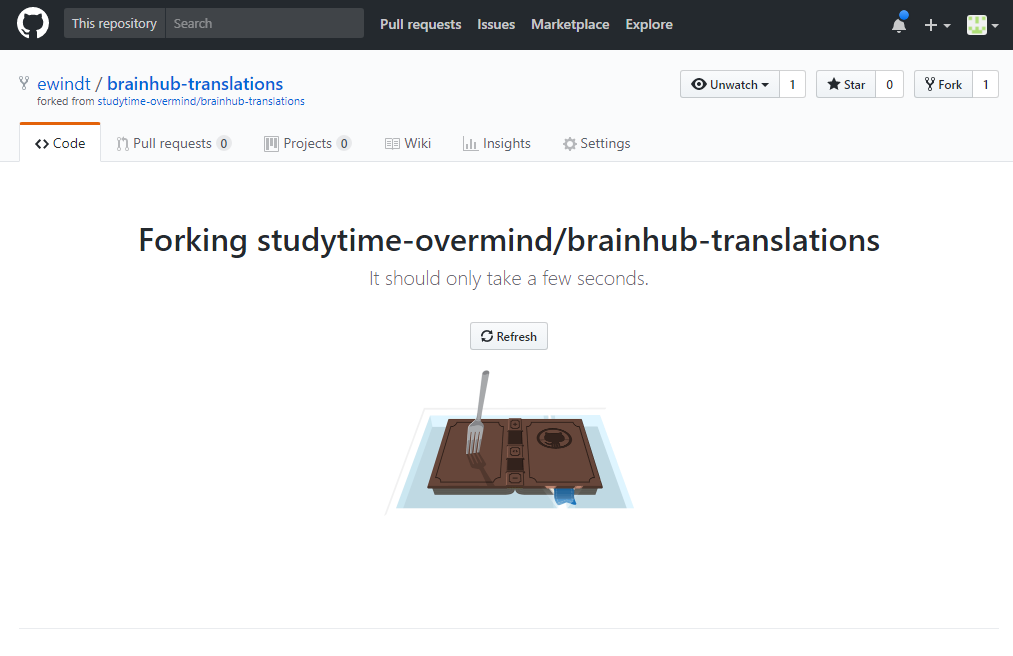 This repository Search Pull requests Issues Marketplace Explore
ewindt / brainhub-translations Unwatch 1 Star 0 Fork 1
forked from studytime-overmind/brainhub-translations
Code Pull requests 0 Projects 0 Wiki Insights Settings
Forking studytime-overmind/brainhub-translations
It should only take a few seconds.
Refresh